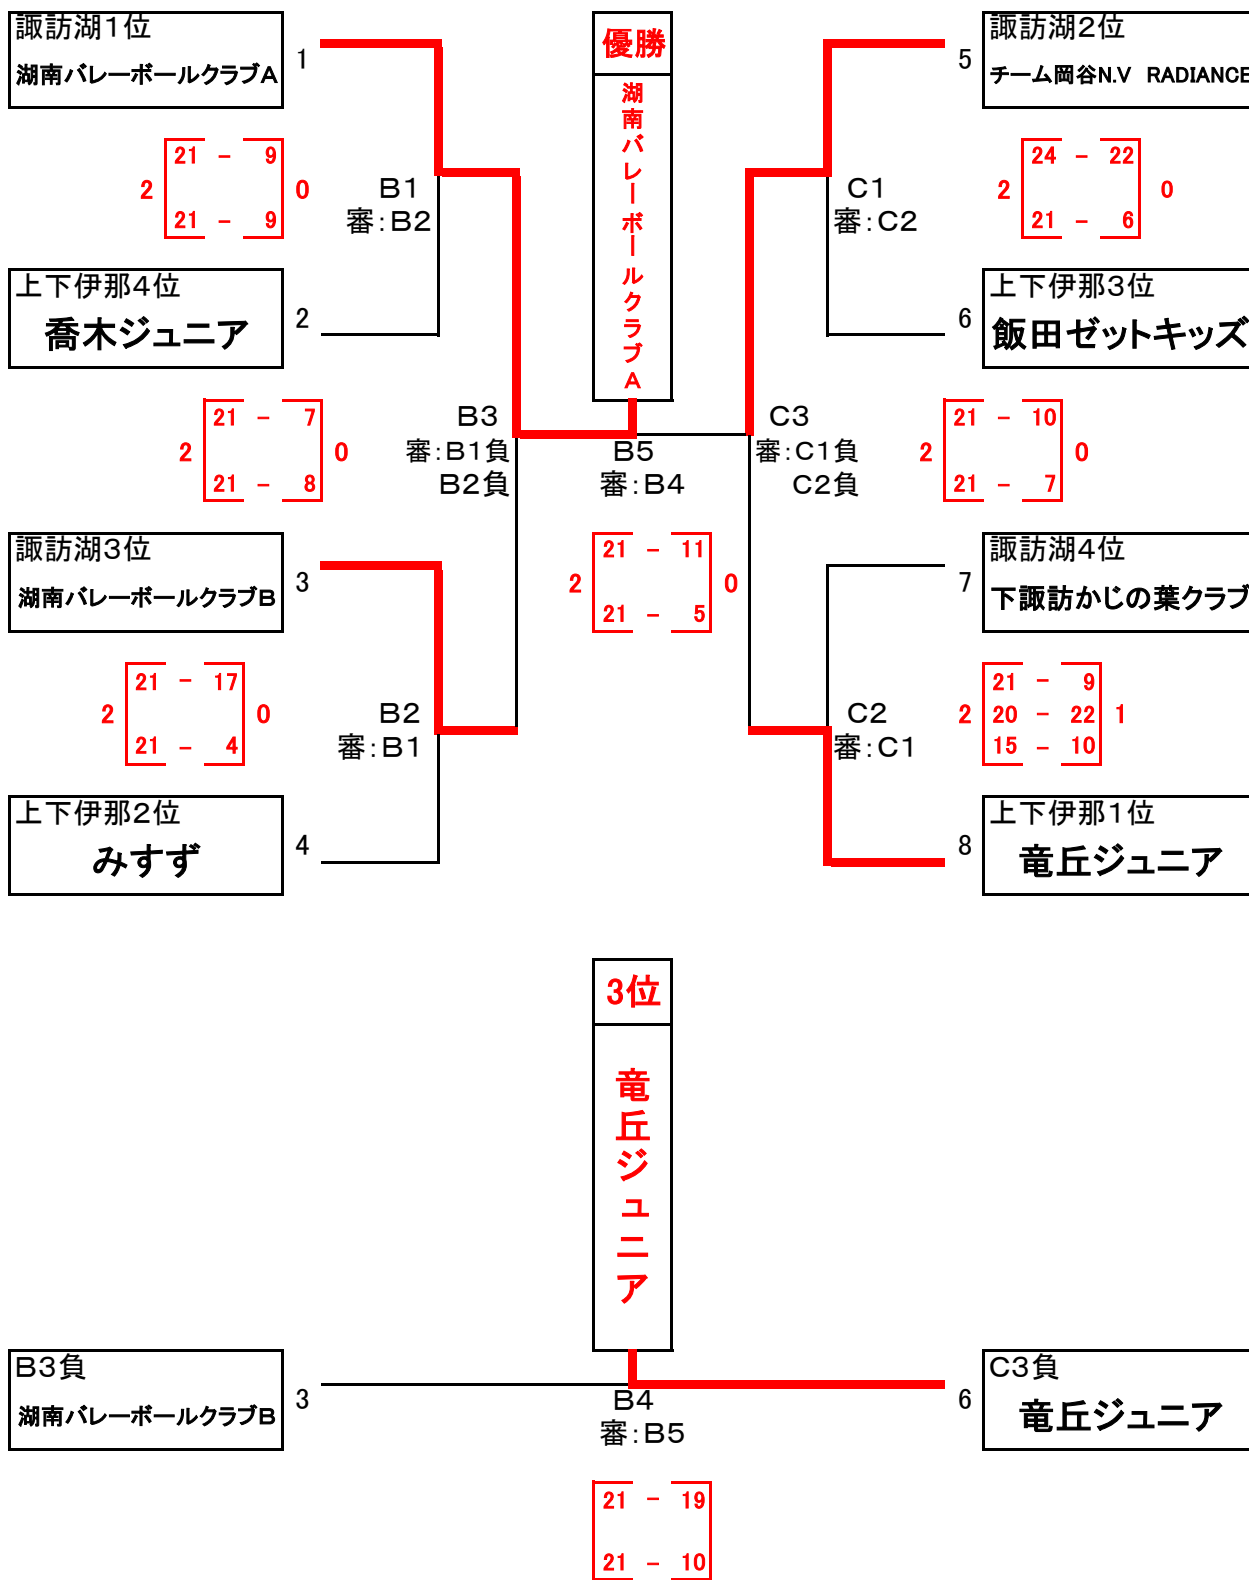 諏訪湖1位
湖南バレーボールクラブA
1
優勝
湖南バレーボールクラブA
5
諏訪湖2位
チーム岡谷N.V RADIANCE
2
21 - 9
21 - 9
0
B1
審:B2
C1
審:C2
2
24 - 22
21 - 6
0
上下伊那4位
喬木ジュニア
2
6
上下伊那3位
飯田ゼットキッズ
2
21 - 7
21 - 8
0
B3
審:B1負
B2負
B5
審:B4
C3
審:C1負
C2負
2
21 - 10
21 - 7
0
諏訪湖3位
湖南バレーボールクラブB
3
2
21 - 11
21 - 5
0
7
諏訪湖4位
下諏訪かじの葉クラブ
2
21 - 17
21 - 4
0
B2
審:B1
C2
審:C1
2
21 - 9
20 - 22
15 - 10
1
上下伊那2位
みすず
4
8
上下伊那1位
竜丘ジュニア
3位
竜丘ジュニア
B3負
湖南バレーボールクラブB
3
B4
審:B5
6
C3負
竜丘ジュニア
21 - 19
21 - 10